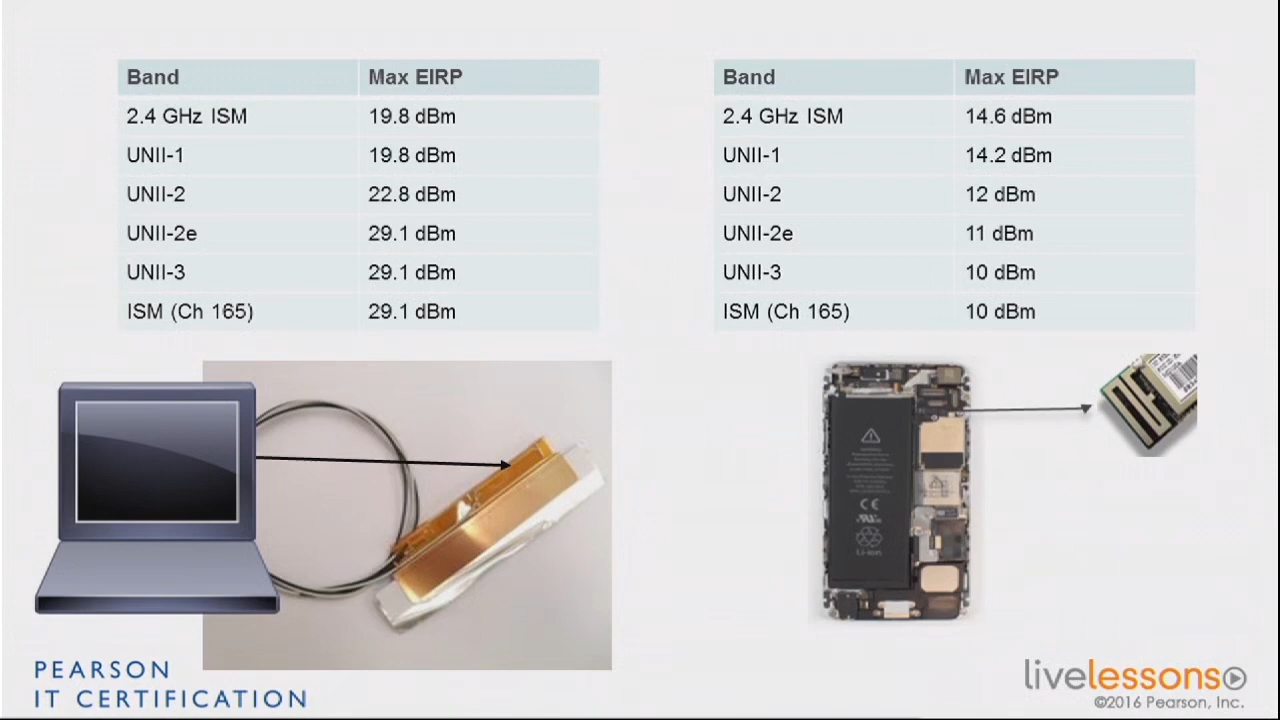 Band Max EIRP
2.4 GHz ISM 19.8 dBm
UNII-1 19.8 dBm
UNII-2 22.8 dBm
UNII-2e 29.1 dBm
UNII-3 29.1 dBm
ISM (Ch 165) 29.1 dBm
Band Max EIRP
2.4 GHz ISM 14.6 dBm
UNII-1 14.2 dBm
UNII-2 12 dBm
UNII-2e 11 dBm
UNII-3 10 dBm
ISM (Ch 165) 10 dBm
PEARSON
IT CERTIFICATION
livelessons
©2016 Pearson, Inc.